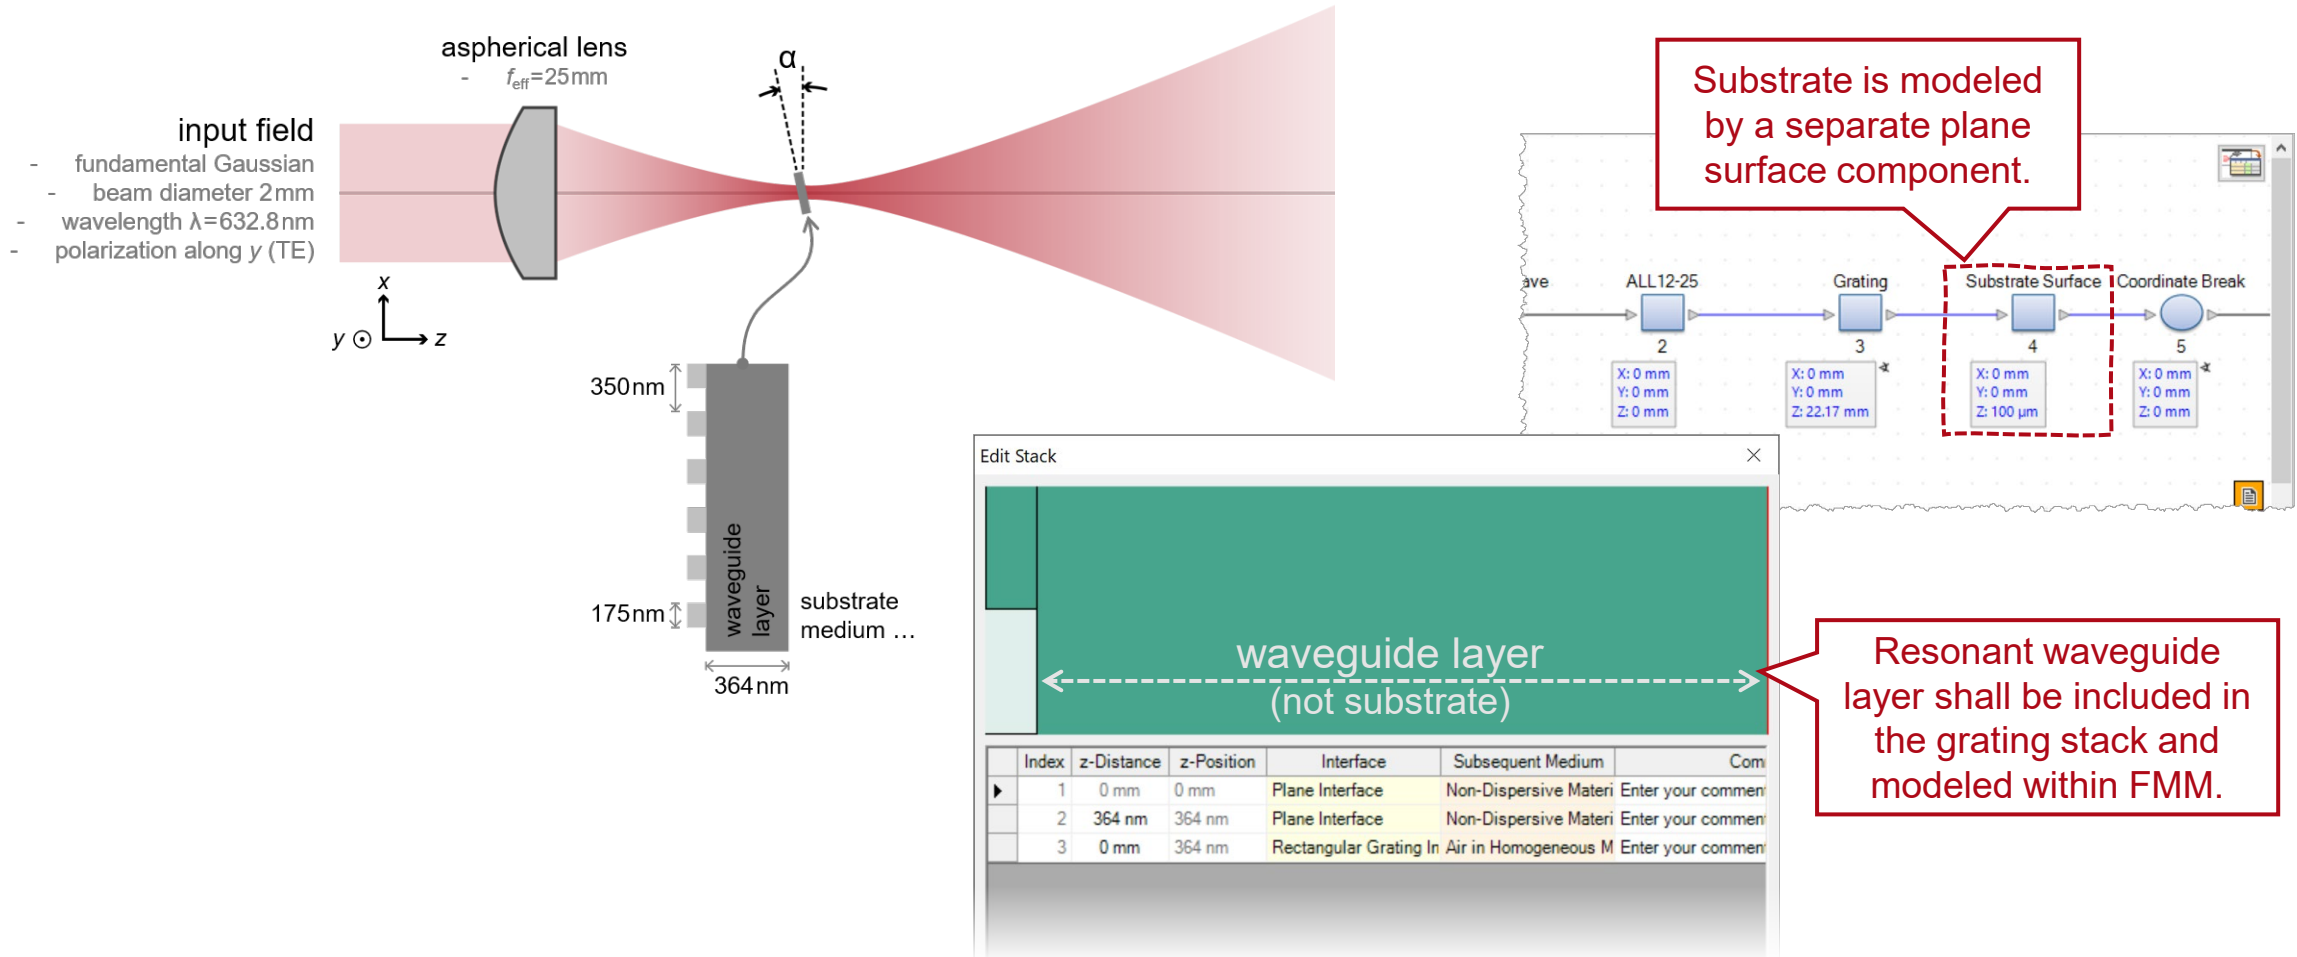 aspherical lens
- f_eff=25mm
α
input field
- fundamental Gaussian
- beam diameter 2mm
- wavelength λ=632.8nm
- polarization along y (TE)
x
y
z
350nm
175nm
waveguide
layer
364nm
substrate
medium …
Substrate is modeled
by a separate plane
surface component.
ave
ALL12-25
Grating
Substrate Surface
Coordinate Break
2
3
4
5
X: 0 mm
Y: 0 mm
Z: 0 mm
X: 0 mm
Y: 0 mm
Z: 22.17 mm
X: 0 mm
Y: 0 mm
Z: 100 µm
X: 0 mm
Y: 0 mm
Z: 0 mm
Edit Stack
waveguide layer
(not substrate)
Index z-Distance z-Position Interface Subsequent Medium Com
1 0 mm 0 mm Plane Interface Non-Dispersive Materi Enter your commen
2 364 nm 364 nm Plane Interface Non-Dispersive Materi Enter your commen
3 0 mm 364 nm Rectangular Grating In Air in Homogeneous M Enter your commen
Resonant waveguide
layer shall be included in
the grating stack and
modeled within FMM.